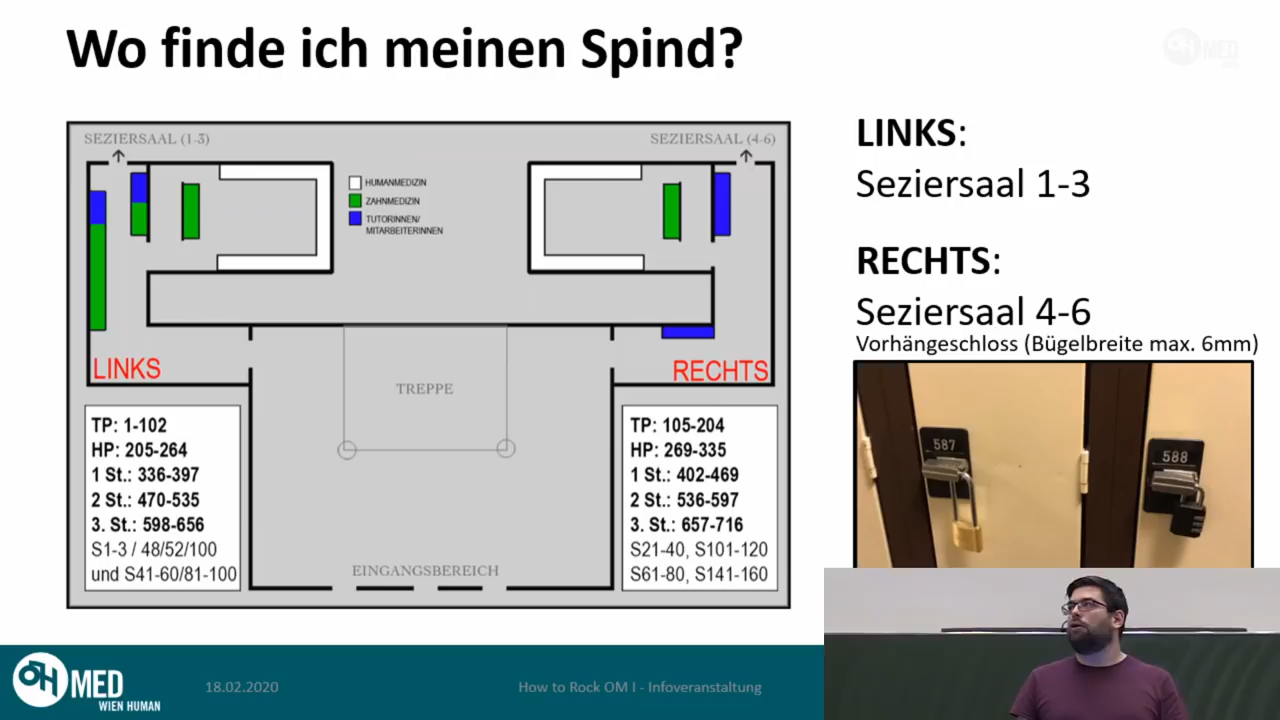 Wo finde ich meinen Spind?
ÖH MED
WIEN
SEZIERSAAL (1-3)
SEZIERSAAL (4-6)
HUMANMEDIZIN
ZAHNMEDIZIN
TUTORINNEN/
MITARBEITERINNEN
LINKS
RECHTS
TREPPE
EINGANGSBEREICH
TP: 1-102
HP: 205-264
1 St.: 336-397
2 St.: 470-535
3. St.: 598-656
S1-3 / 48/52/100
und S41-60/81-100
TP: 105-204
HP: 269-335
1 St.: 402-469
2 St.: 536-597
3. St.: 657-716
S21-40, S101-120
S61-80, S141-160
LINKS:
Seziersaal 1-3
RECHTS:
Seziersaal 4-6
Vorhängeschloss (Bügelbreite max. 6mm)
587
588
ÖH MED
WIEN HUMAN
18.02.2020
How to Rock OM I - Infoveranstaltung